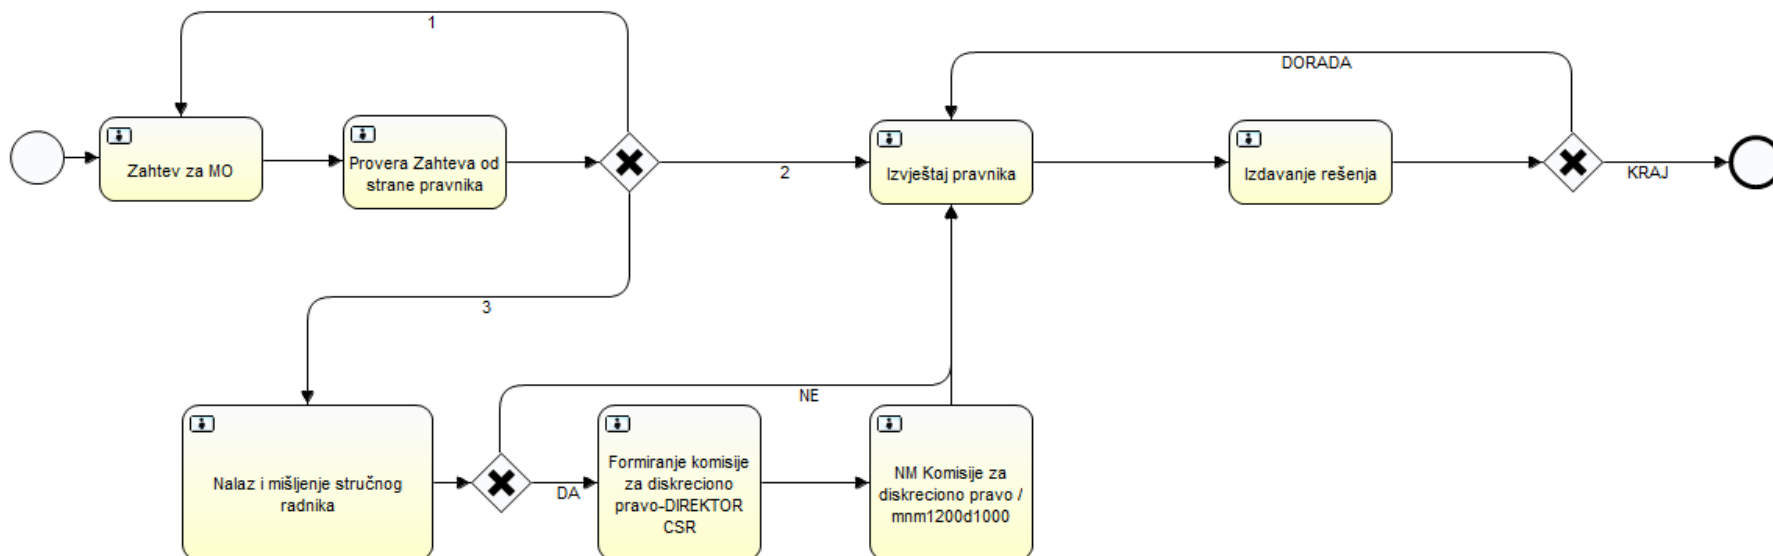 1
DORADA
Zahtev za MO
Provera Zahteva od
strane pravnika
2
Izvještaj pravnika
Izdavanje rešenja
KRAJ
3
NE
Nalaz i mišljenje stručnog
radnika
DA
Formiranje komisije
za diskreciono
pravo-DIREKTOR
CSR
NM Komisije za
diskreciono pravo /
mnm1200d1000